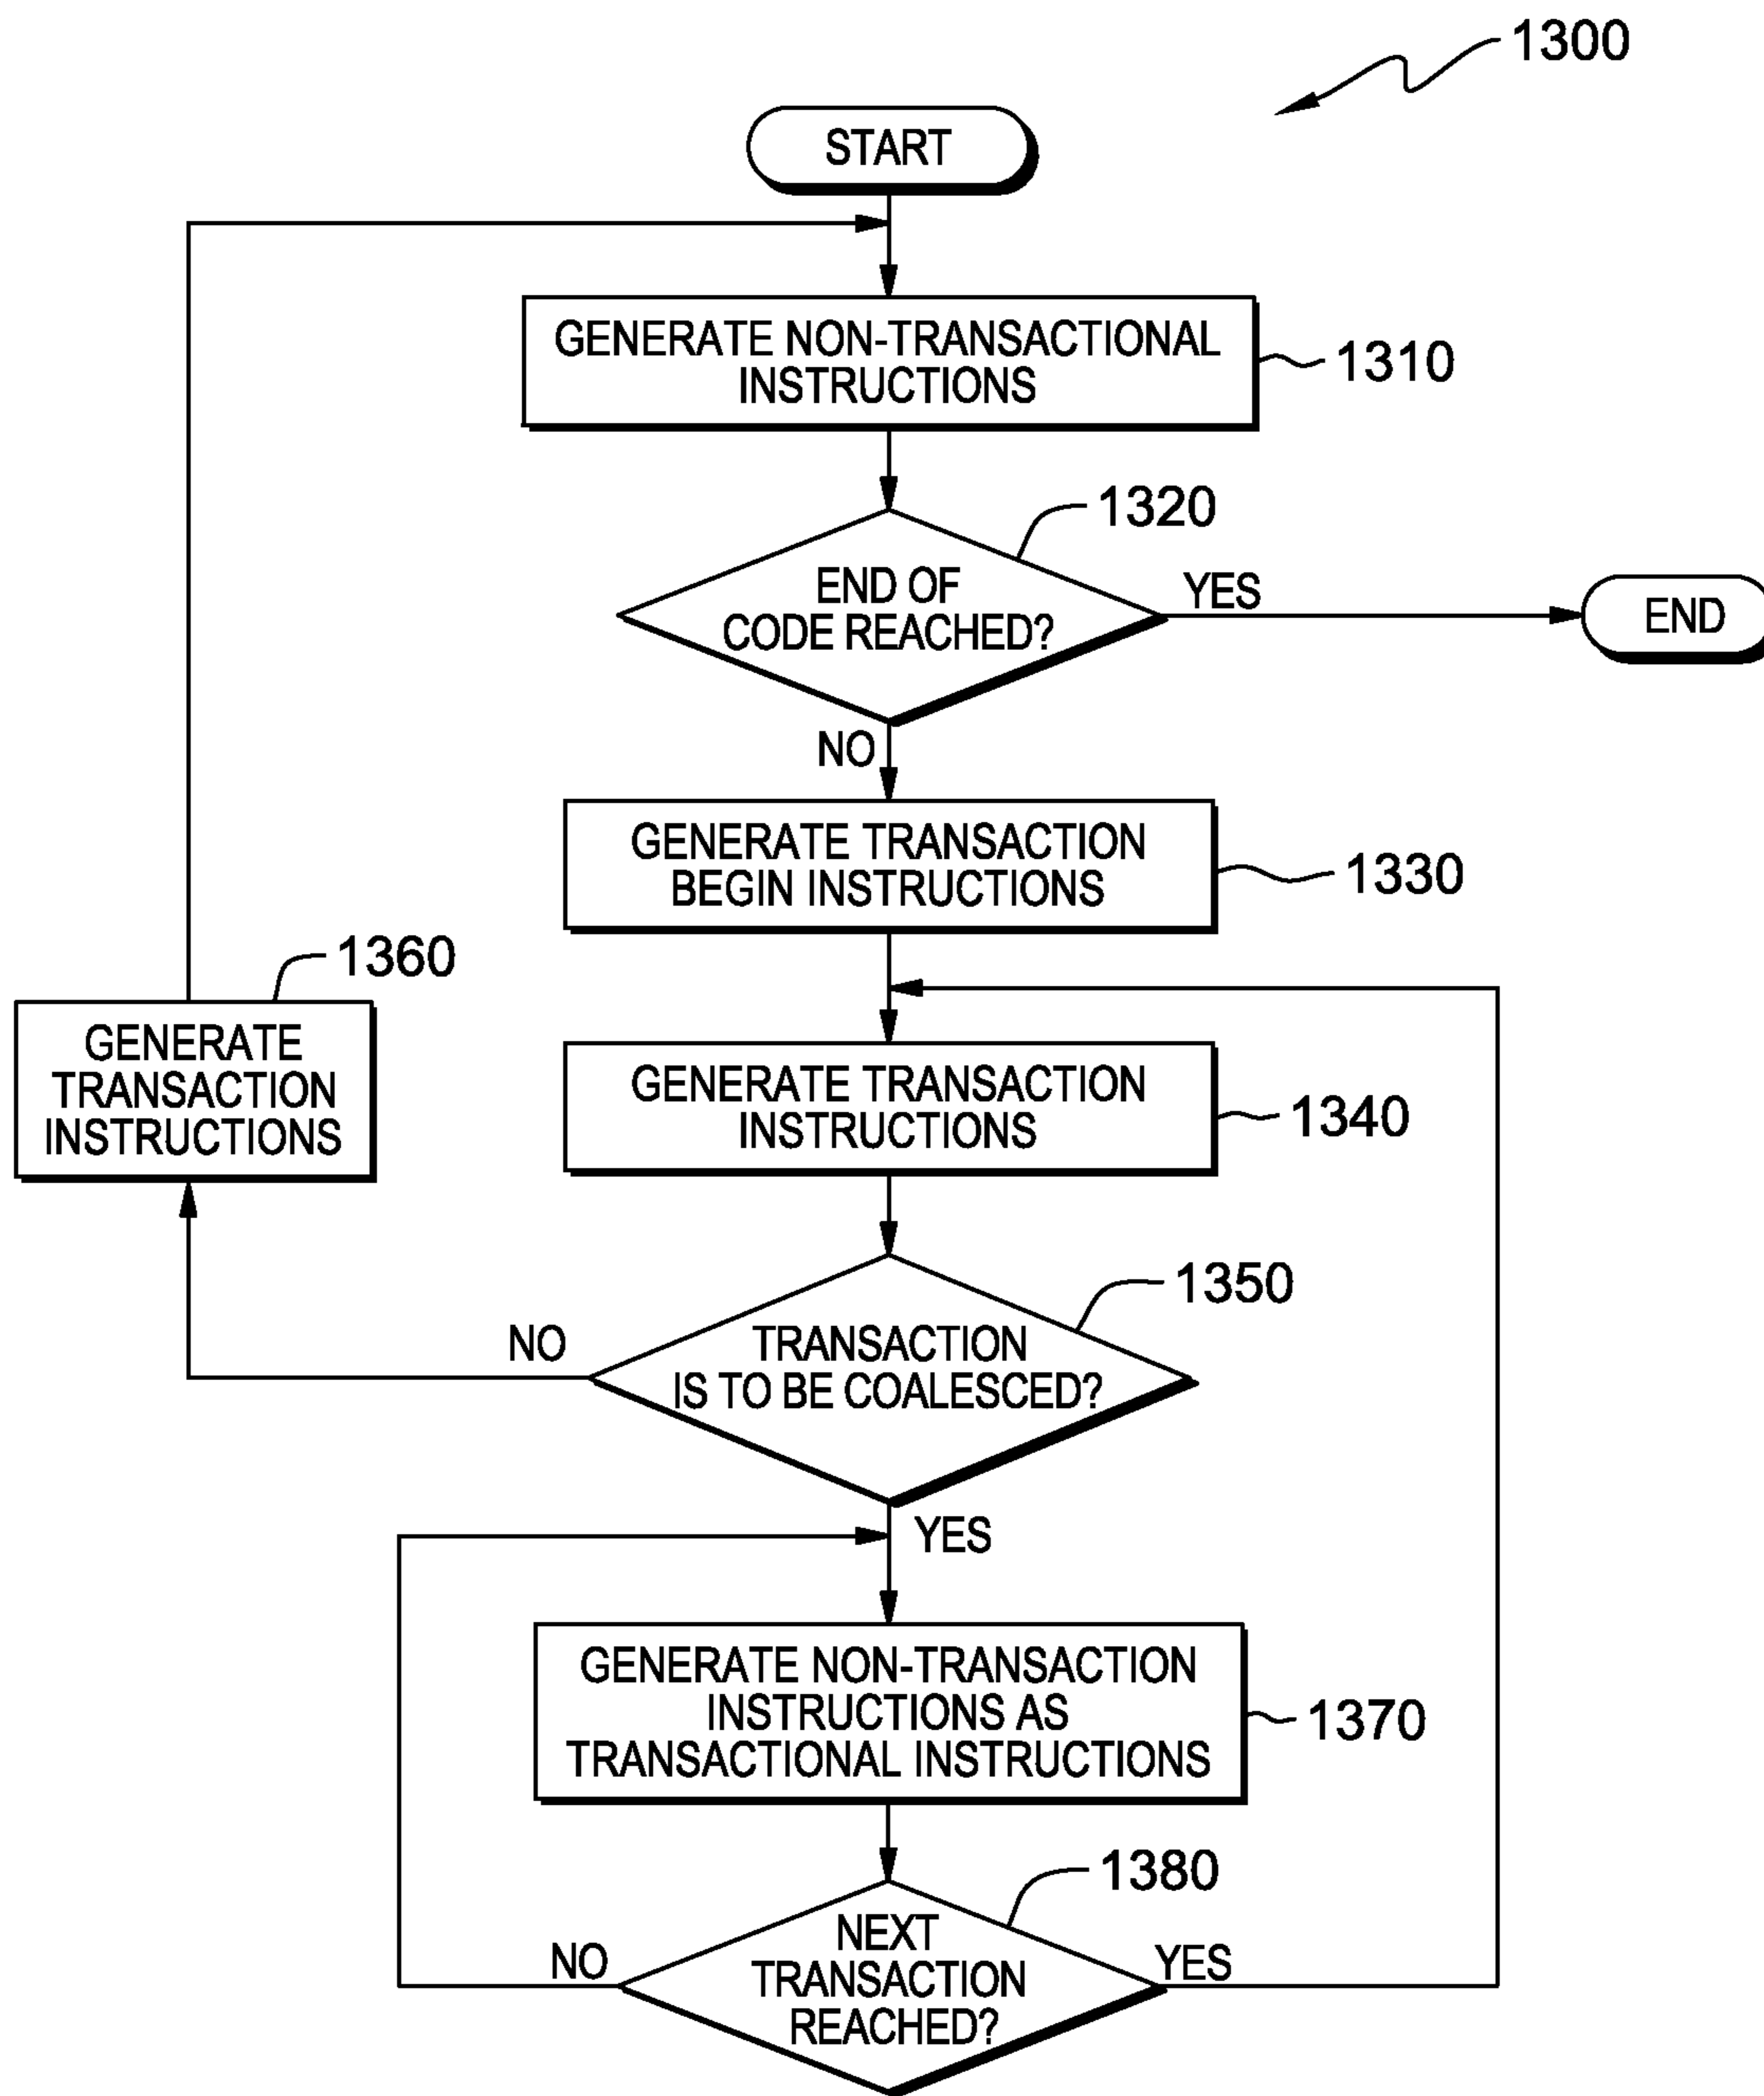 1300
START
GENERATE NON-TRANSACTIONAL
INSTRUCTIONS
1310
1320
END OF
CODE REACHED?
YES
END
NO
GENERATE TRANSACTION
BEGIN INSTRUCTIONS
1330
1360
GENERATE
TRANSACTION
INSTRUCTIONS
GENERATE TRANSACTION
INSTRUCTIONS
1340
1350
TRANSACTION
IS TO BE COALESCED?
NO
YES
GENERATE NON-TRANSACTION
INSTRUCTIONS AS
TRANSACTIONAL INSTRUCTIONS
1370
1380
NEXT
TRANSACTION
REACHED?
NO
YES